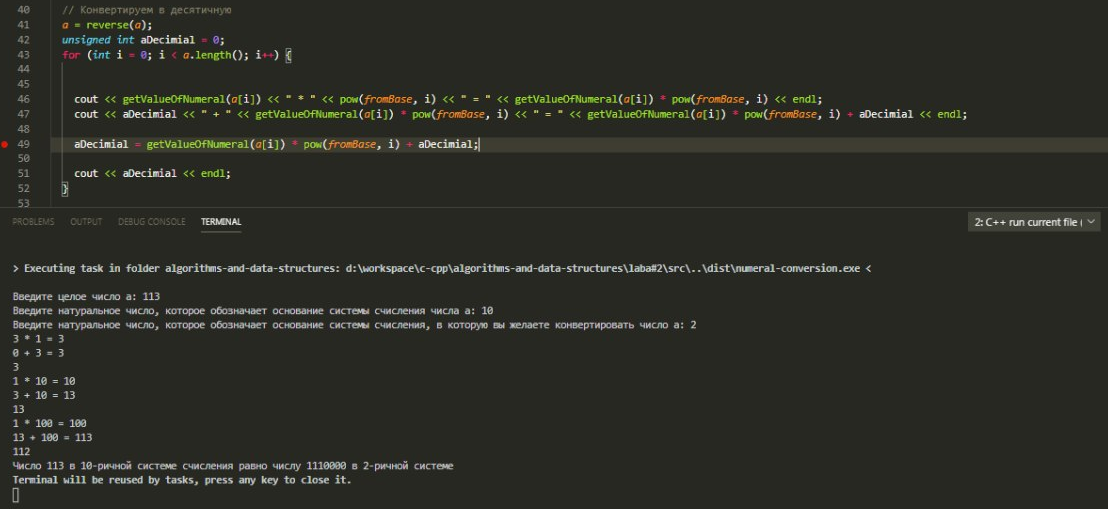 40 // Конвертируем в десятичную
41 a = reverse(a);
42 unsigned int aDecimial = 0;
43 for (int i = 0; i < a.length(); i++) {
44
45
46 cout << getValueOfNumeral(a[i]) << " * " << pow(fromBase, i) << " = " << getValueOfNumeral(a[i]) * pow(fromBase, i) << endl;
47 cout << aDecimial << " + " << getValueOfNumeral(a[i]) * pow(fromBase, i) << " = " << getValueOfNumeral(a[i]) * pow(fromBase, i) + aDecimial << endl;
48
49 aDecimial = getValueOfNumeral(a[i]) * pow(fromBase, i) + aDecimial;
50
51 cout << aDecimial << endl;
52 }
53
PROBLEMS OUTPUT DEBUG CONSOLE TERMINAL 2: C++ run current file (
> Executing task in folder algorithms-and-data-structures: d:\workspace\c-cpp\algorithms-and-data-structures\laba#2\src\..\dist\numeral-conversion.exe <
Введите целое число a: 113
Введите натуральное число, которое обозначает основание системы счисления числа a: 10
Введите натуральное число, которое обозначает основание системы счисления, в которую вы желаете конвертировать число a: 2
3 * 1 = 3
0 + 3 = 3
3
1 * 10 = 10
3 + 10 = 13
13
1 * 100 = 100
13 + 100 = 113
112
Число 113 в 10-ричной системе счисления равно числу 1110000 в 2-ричной системе
Terminal will be reused by tasks, press any key to close it.